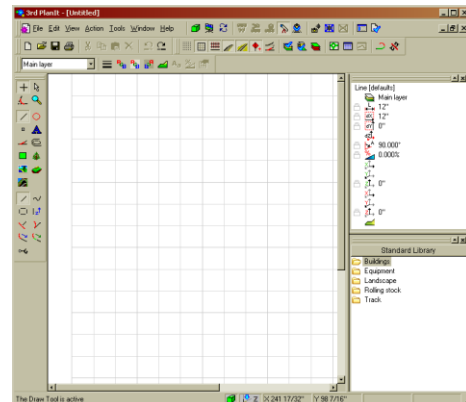 3rd PlanIt - [Untitled]
File Edit View Action Tools Window Help
Main layer
Line (defaults)
Main layer
12"
12"
0"
90.000°
0.000%
0"
0"
Standard Library
Buildings
Equipment
Landscape
Rolling stock
Track
The Draw Tool is active
Z X 241 17/32" Y 98 7/16"